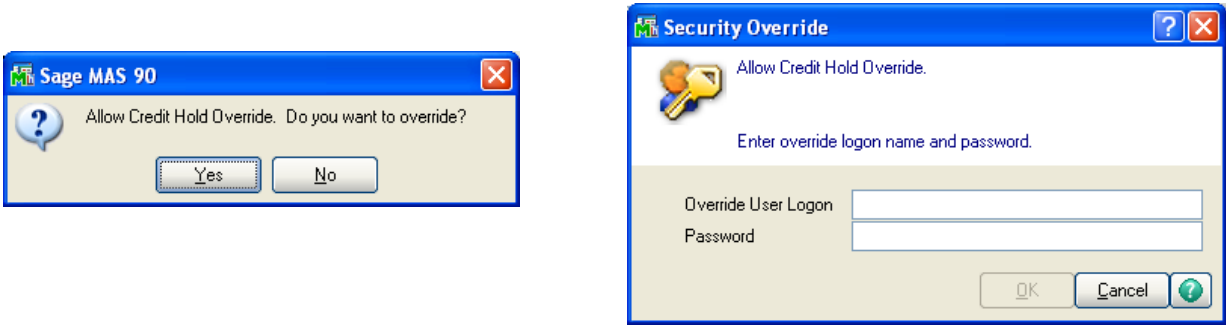 Sage MAS 90
Allow Credit Hold Override. Do you want to override?
Yes
No
Security Override
Allow Credit Hold Override.
Enter override logon name and password.
Override User Logon
Password
OK
Cancel